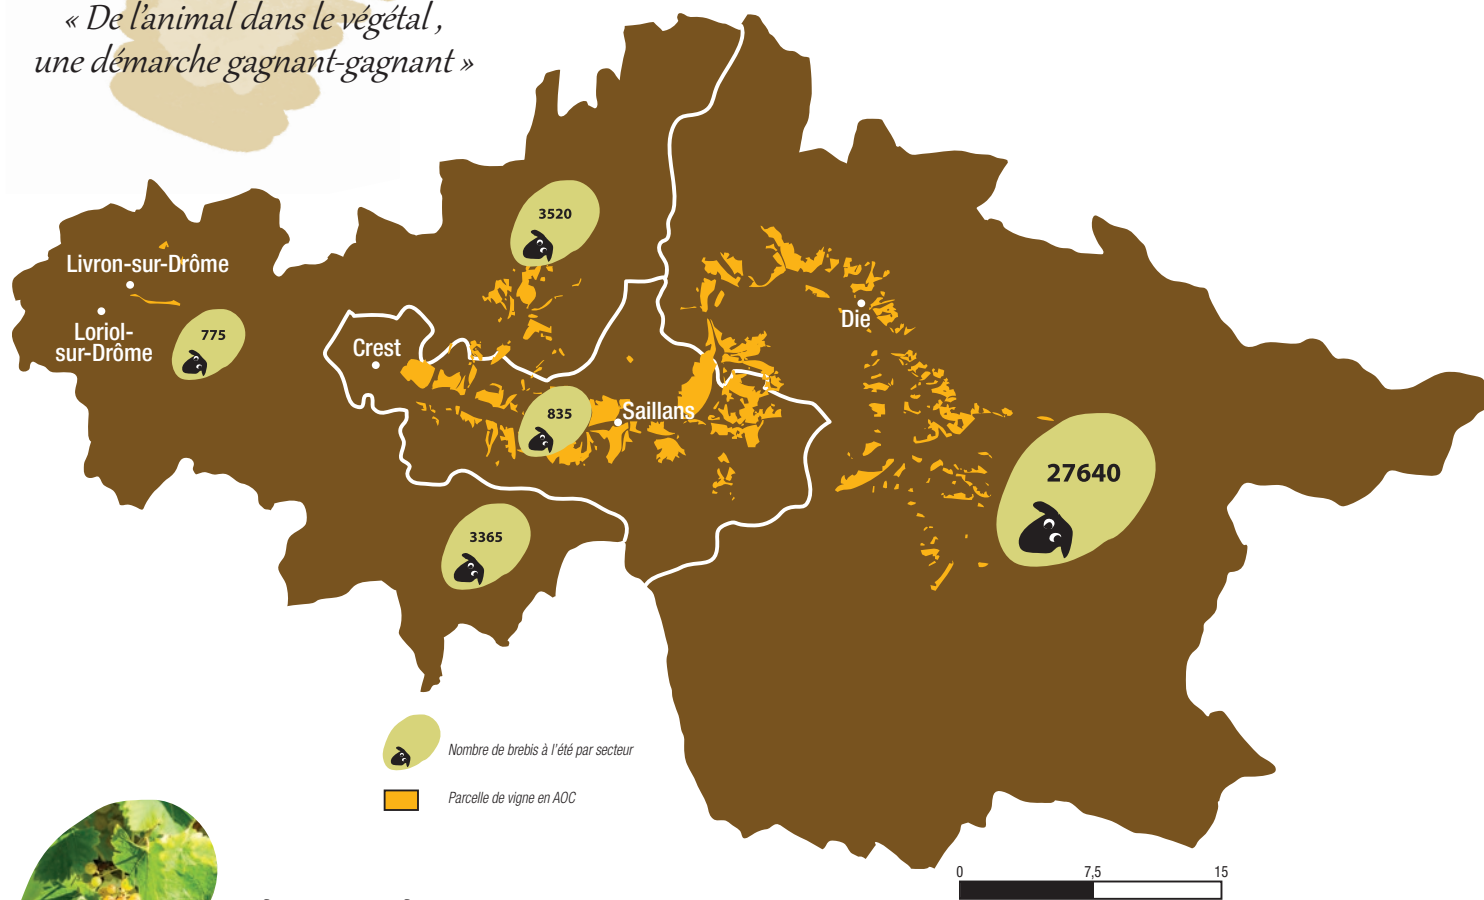 « De l’animal dans le végétal ,
une démarche gagnant-gagnant »
3520
Livron-sur-Drôme
Loriol-
sur-Drôme
775
Crest
Die
835
Saillans
27640
3365
Nombre de brebis à l’été par secteur
Parcelle de vigne en AOC
0
7,5
15